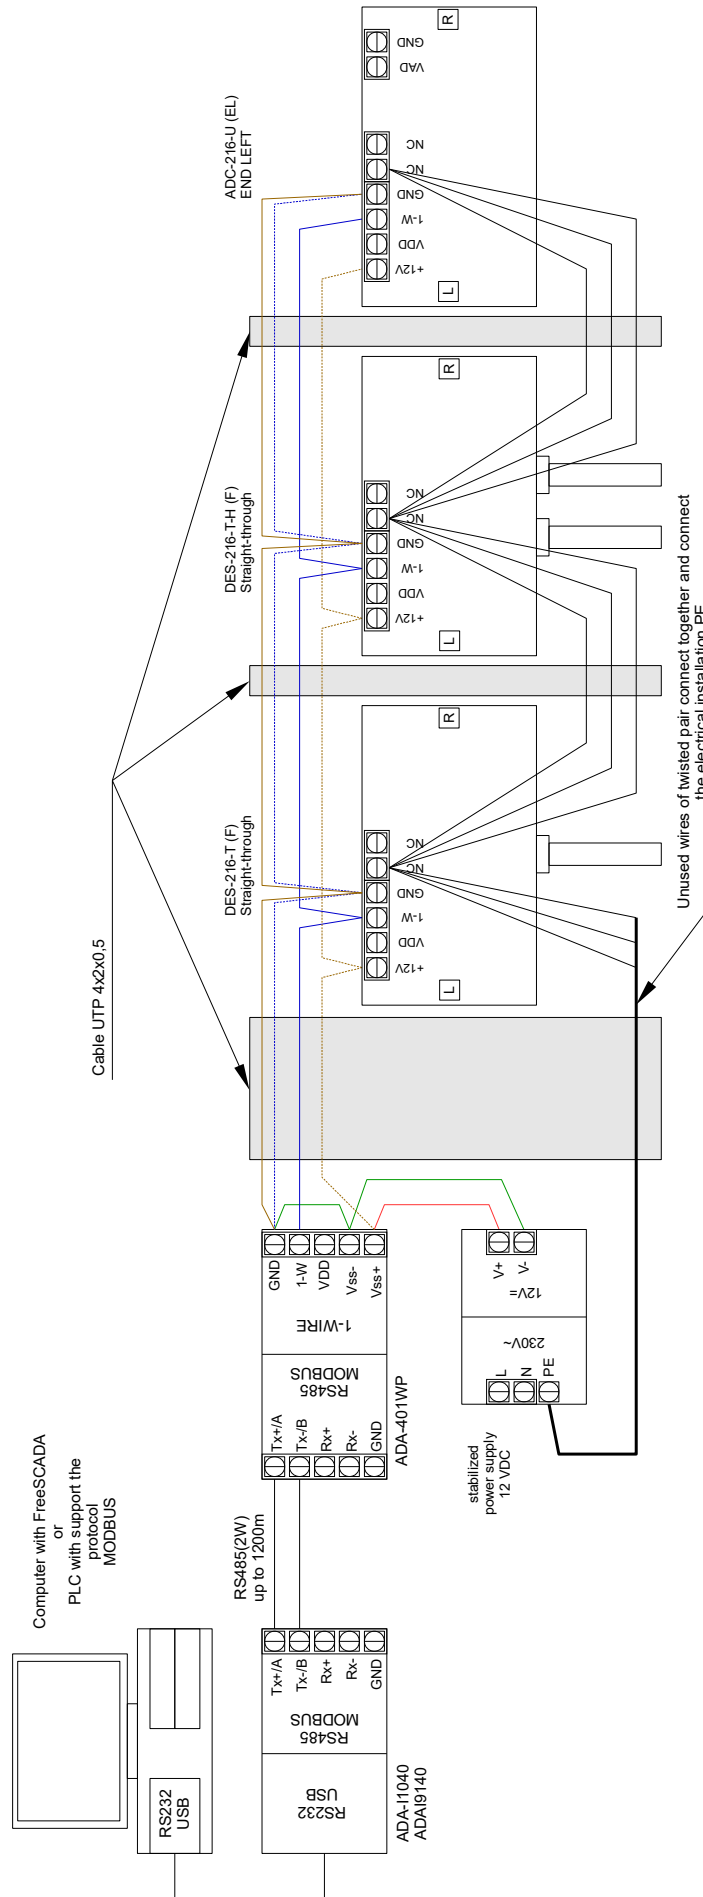 Computer with FreeSCADA
or
PLC with support the
protocol
MODBUS
RS232
USB
RS232
USB
RS485
MODBUS
Tx+/A
Tx-/B
Rx+
Rx-
GND
ADA-I1040
ADAI9140
RS485(2W)
up to 1200m
Tx+/A
Tx-/B
Rx+
Rx-
GND
RS485
MODBUS
1-WIRE
GND
1-W
VDD
Vss-
Vss+
ADA-401WP
stabilized
power supply
12 VDC
L
N
PE
230V~
12V=
V+
V-
Cable UTP 4x2x0,5
DES-216-T (F)
Straight-through
+12V
VDD
1-W
GND
NC
NC
L
R
DES-216-T-H (F)
Straight-through
+12V
VDD
1-W
GND
NC
NC
L
R
ADC-216-U (EL)
END LEFT
+12V
VDD
1-W
GND
NC
NC
VAD
GND
L
R
Unused wires of twisted pair connect together and connect
the electrical installation PE